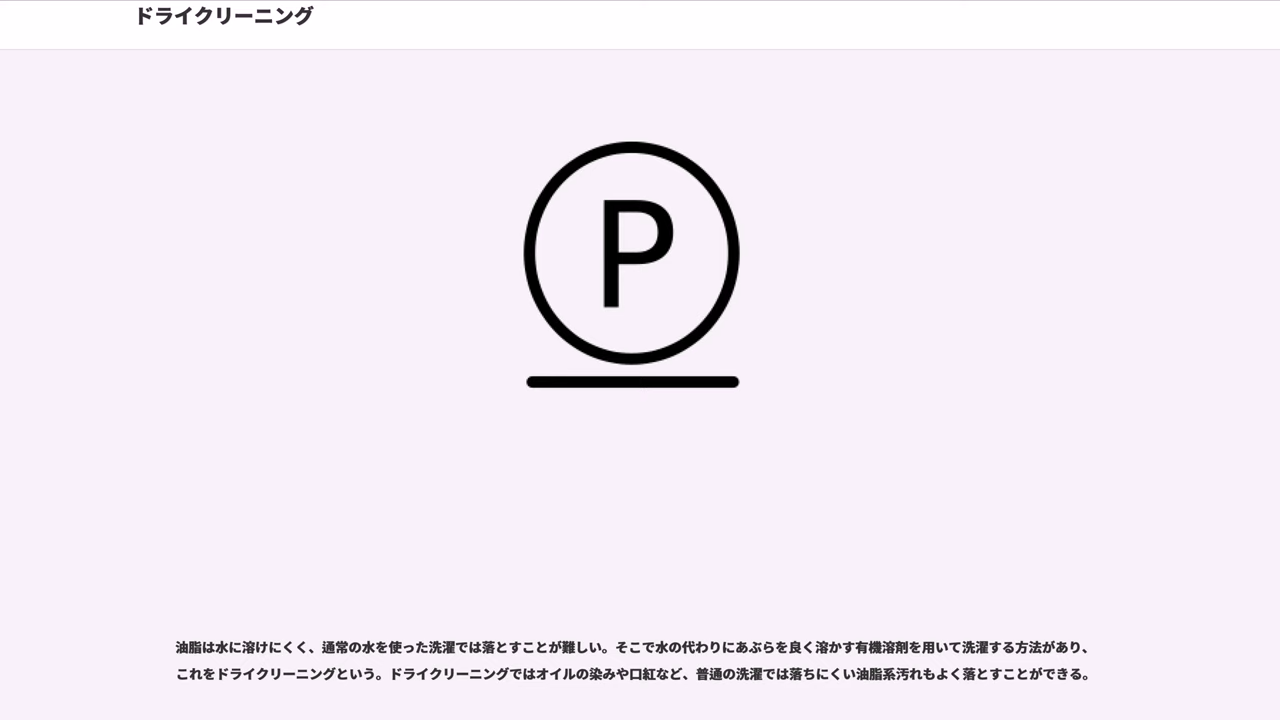 ドライクリーニング
P
油脂は水に溶けにくく、通常の水を使った洗濯では落とすことが難しい。そこで水の代わりにあぶらを良く溶かす有機溶剤を用いて洗濯する方法があり、
これをドライクリーニングという。ドライクリーニングではオイルの染みや口紅など、普通の洗濯では落ちにくい油脂系汚れもよく落とすことができる。